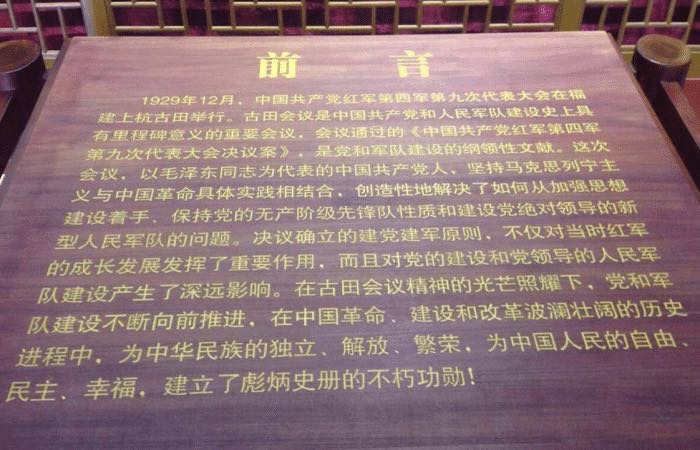 前 言
1929年12月，中国共产党红军第四军第九次代表大会在福
建上杭古田举行。古田会议是中国共产党和人民军队建设史上具
有里程碑意义的重要会议，会议通过的《中国共产党红军第四军
第九次代表大会决议案》，是党和军队建设的纲领性文献。这次
会议，以毛泽东同志为代表的中国共产党人，坚持马克思列宁主
义与中国革命具体实践相结合，创造性地解决了如何从加强思想
建设着手、保持党的无产阶级先锋队性质和建设党绝对领导的新
型人民军队的问题。决议确立的建党建军原则，不仅对当时红军
的成长发展发挥了重要作用，而且对党的建设和党领导的人民军
队建设产生了深远影响。在古田会议精神的光芒照耀下，党和军
队建设不断向前推进，在中国革命、建设和改革波澜壮阔的历史
进程中，为中华民族的独立、解放、繁荣，为中国人民的自由、
民主、幸福，建立了彪炳史册的不朽功勋！